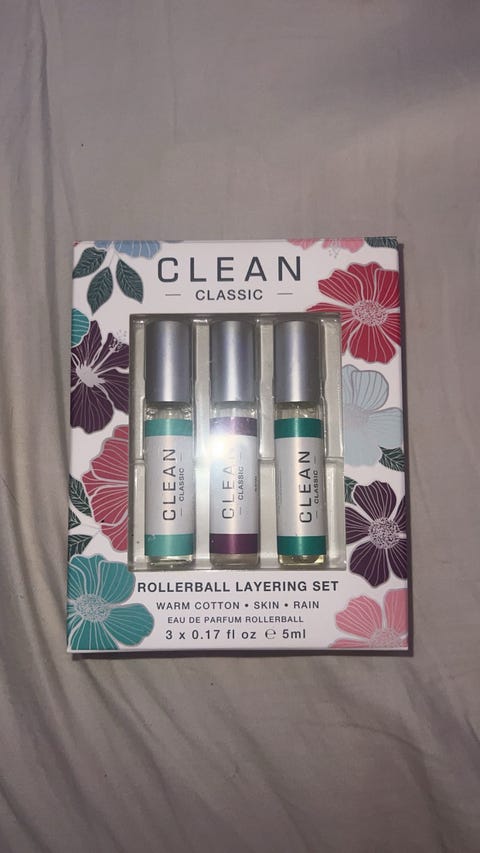 CLEAN
CLASSIC
CLEAN
CLASSIC
CLEAN
CLASSIC
CLEAN
CLASSIC
ROLLERBALL LAYERING SET
WARM COTTON • SKIN • RAIN
EAU DE PARFUM ROLLERBALL
3 x 0.17 fl oz ℮ 5ml